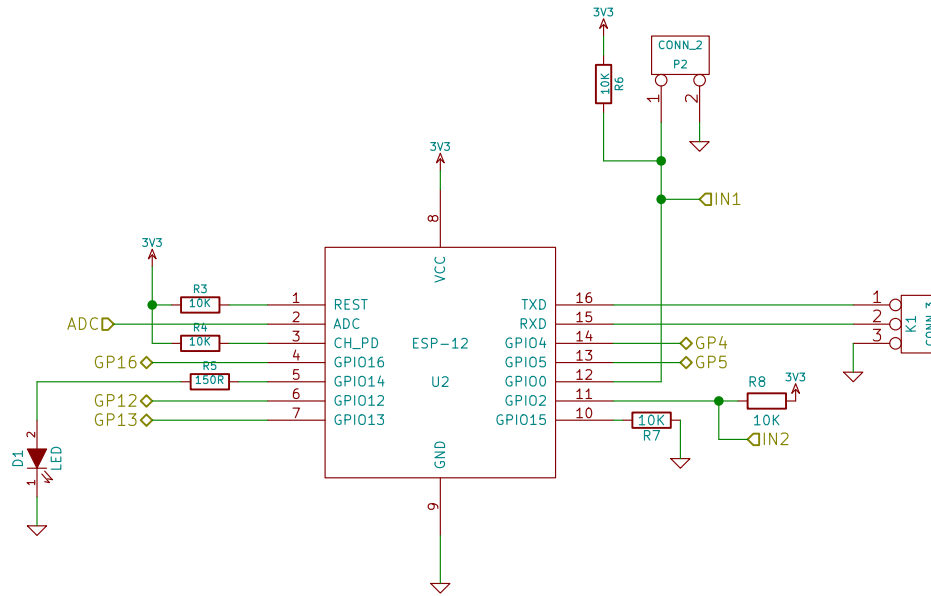 3V3
CONN_2
P2
10K
R6
1
2
3V3
IN1
8
VCC
3V3
R3
10K
1
REST
TXD
16
1
ADC
2
ADC
RXD
15
2
K1
R4
10K
3
CH_PD
ESP-12
GPIO4
14
GP4
3
GP16
4
GPIO16
GPIO5
13
GP5
R5
150R
5
GPIO14
U2
GPIO0
12
R8
3V3
GP12
6
GPIO12
GPIO2
11
10K
GP13
7
GPIO13
GPIO15
10
10K
R7
IN2
D1
2
1
LED
GND
9